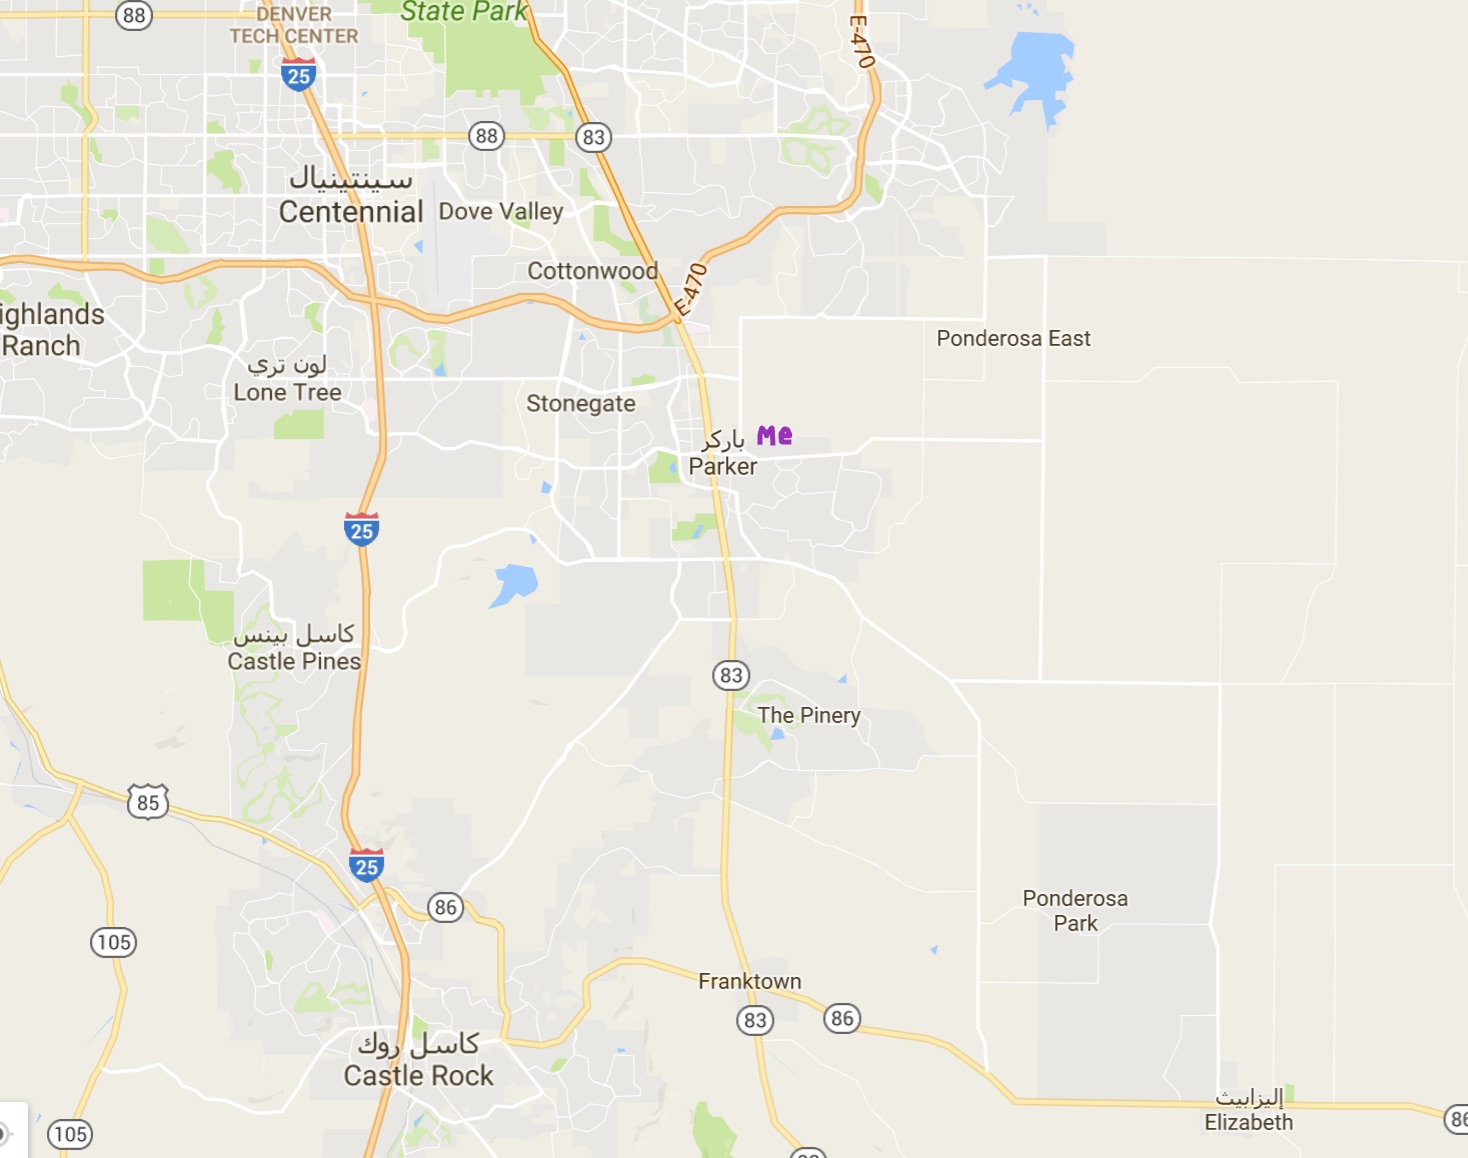 88
DENVER
TECH CENTER
State Park
E-470
25
88
83
سينتينيال
Centennial
Dove Valley
Cottonwood
E-470
ighlands
Ranch
Ponderosa East
لون تري
Lone Tree
Stonegate
باركر
Me
Parker
25
كاسل بينس
Castle Pines
83
The Pinery
85
25
86
Ponderosa
Park
105
Franktown
83
86
كاسل روك
Castle Rock
إليزابيث
Elizabeth
86
105